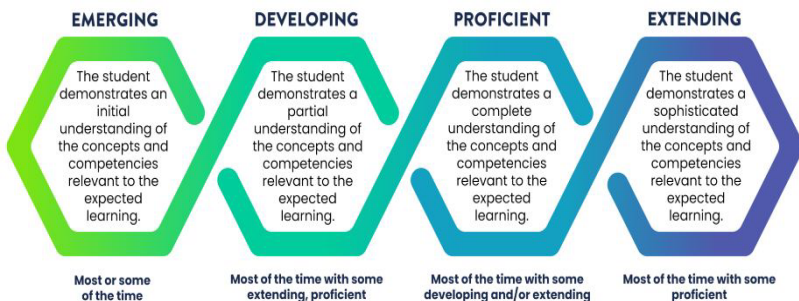 EMERGING
The student
demonstrates an
initial
understanding of
the concepts and
competencies
relevant to the
expected
learning.
Most or some
of the time
DEVELOPING
The student
demonstrates a
partial
understanding of
the concepts and
competencies
relevant to the
expected
learning.
Most of the time with some
extending, proficient
PROFICIENT
The student
demonstrates a
complete
understanding of
the concepts and
competencies
relevant to the
expected
learning.
Most of the time with some
developing and/or extending
EXTENDING
The student
demonstrates a
sophisticated
understanding of
the concepts and
competencies
relevant to the
expected
learning.
Most of the time with some
proficient